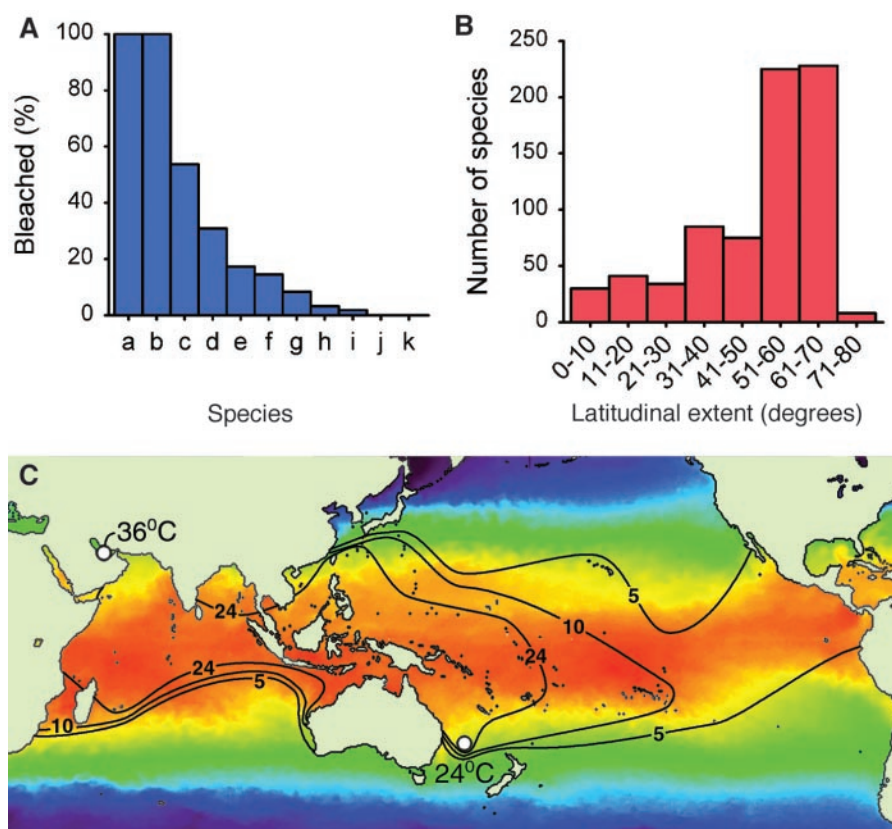 A
Bleached (%)
100
80
60
40
20
0
a b c d e f g h i j k
Species
B
Number of species
250
200
150
100
50
0
0-10 11-20 21-30 31-40 41-50 51-60 61-70 71-80
Latitudinal extent (degrees)
C
36⁰C
24
5
10
24
24
5
10
5
24⁰C